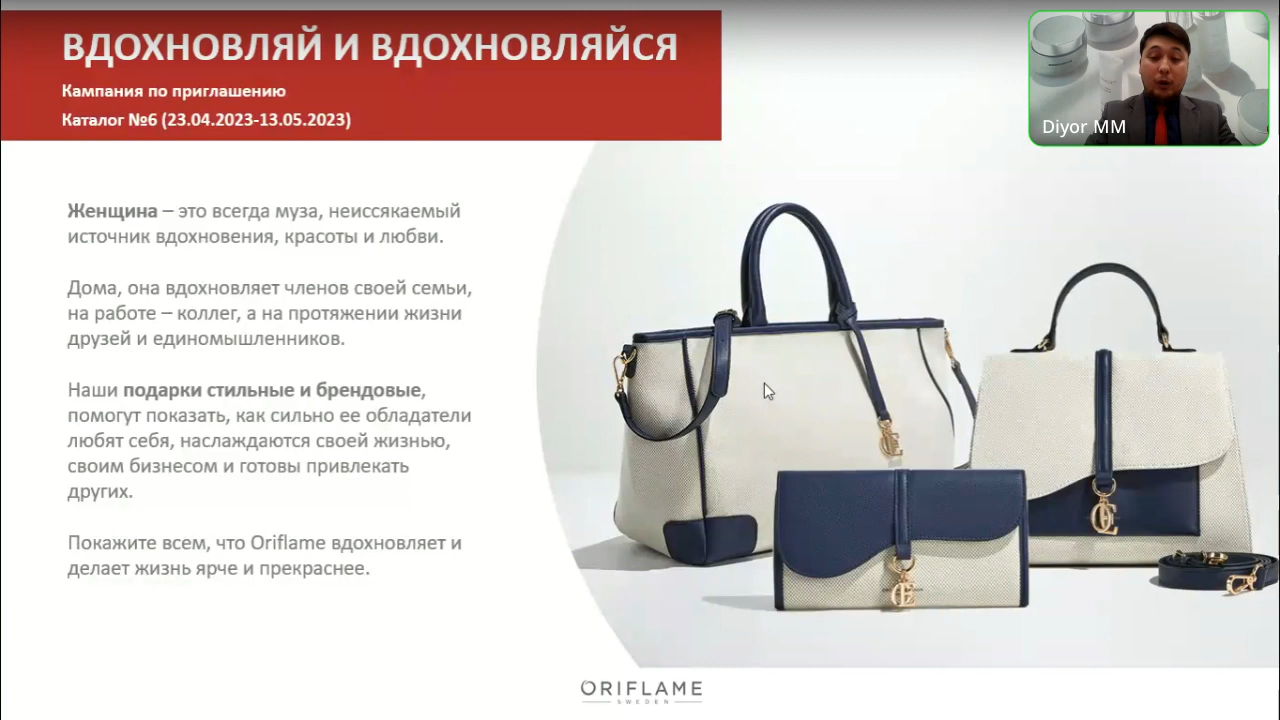 ВДОХНОВЛЯЙ И ВДОХНОВЛЯЙСЯ
Кампания по приглашению
Каталог №6 (23.04.2023-13.05.2023)
Diyor MM
Женщина – это всегда муза, неиссякаемый
источник вдохновения, красоты и любви.
Дома, она вдохновляет членов своей семьи,
на работе – коллег, а на протяжении жизни
друзей и единомышленников.
Наши подарки стильные и брендовые,
помогут показать, как сильно ее обладатели
любят себя, наслаждаются своей жизнью,
своим бизнесом и готовы привлекать
других.
Покажите всем, что Oriflame вдохновляет и
делает жизнь ярче и прекраснее.
ORIFLAME
SWEDEN